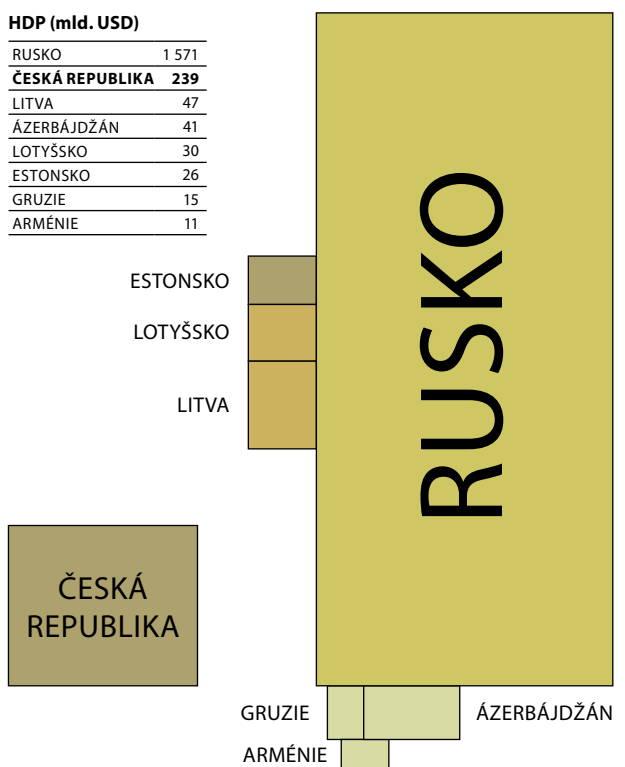 HDP (mld. USD)
RUSKO 1 571
ČESKÁ REPUBLIKA 239
LITVA 47
ÁZERBÁJDŽÁN 41
LOTYŠSKO 30
ESTONSKO 26
GRUZIE 15
ARMÉNIE 11
RUSKO
ESTONSKO
LOTYŠSKO
LITVA
ČESKÁ
REPUBLIKA
GRUZIE
ÁZERBÁJDŽÁN
ARMÉNIE